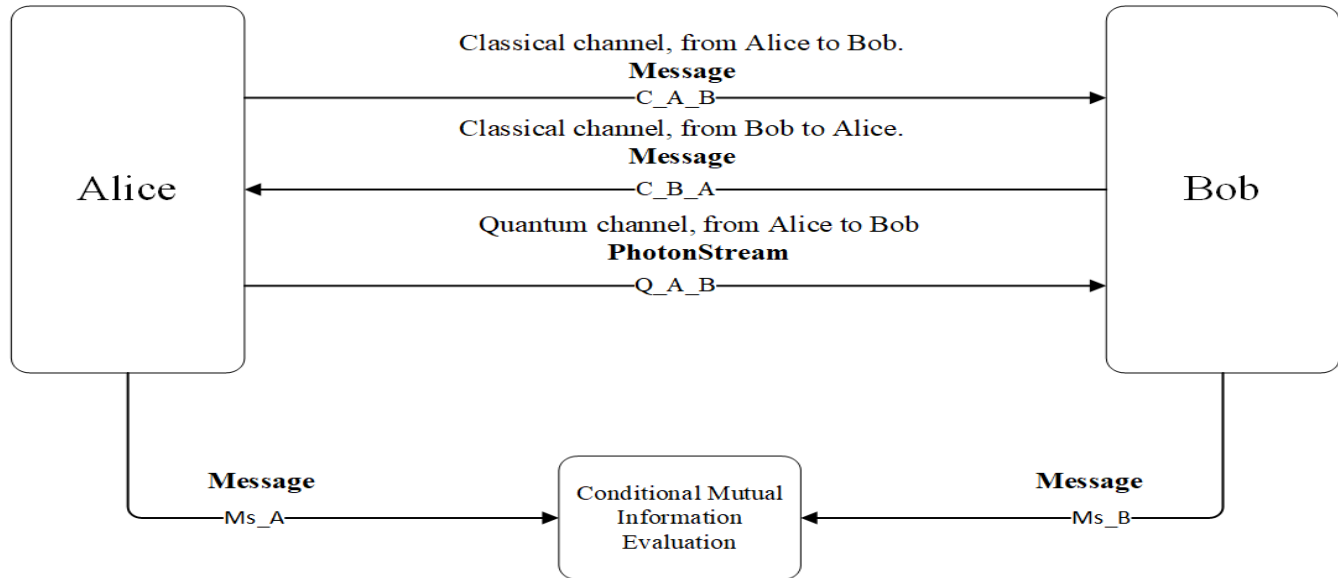 Classical channel, from Alice to Bob.
Message
C_A_B
Classical channel, from Bob to Alice.
Message
Alice
C_B_A
Bob
Quantum channel, from Alice to Bob
PhotonStream
Q_A_B
Message
Ms_A
Conditional Mutual
Information
Evaluation
Message
Ms_B